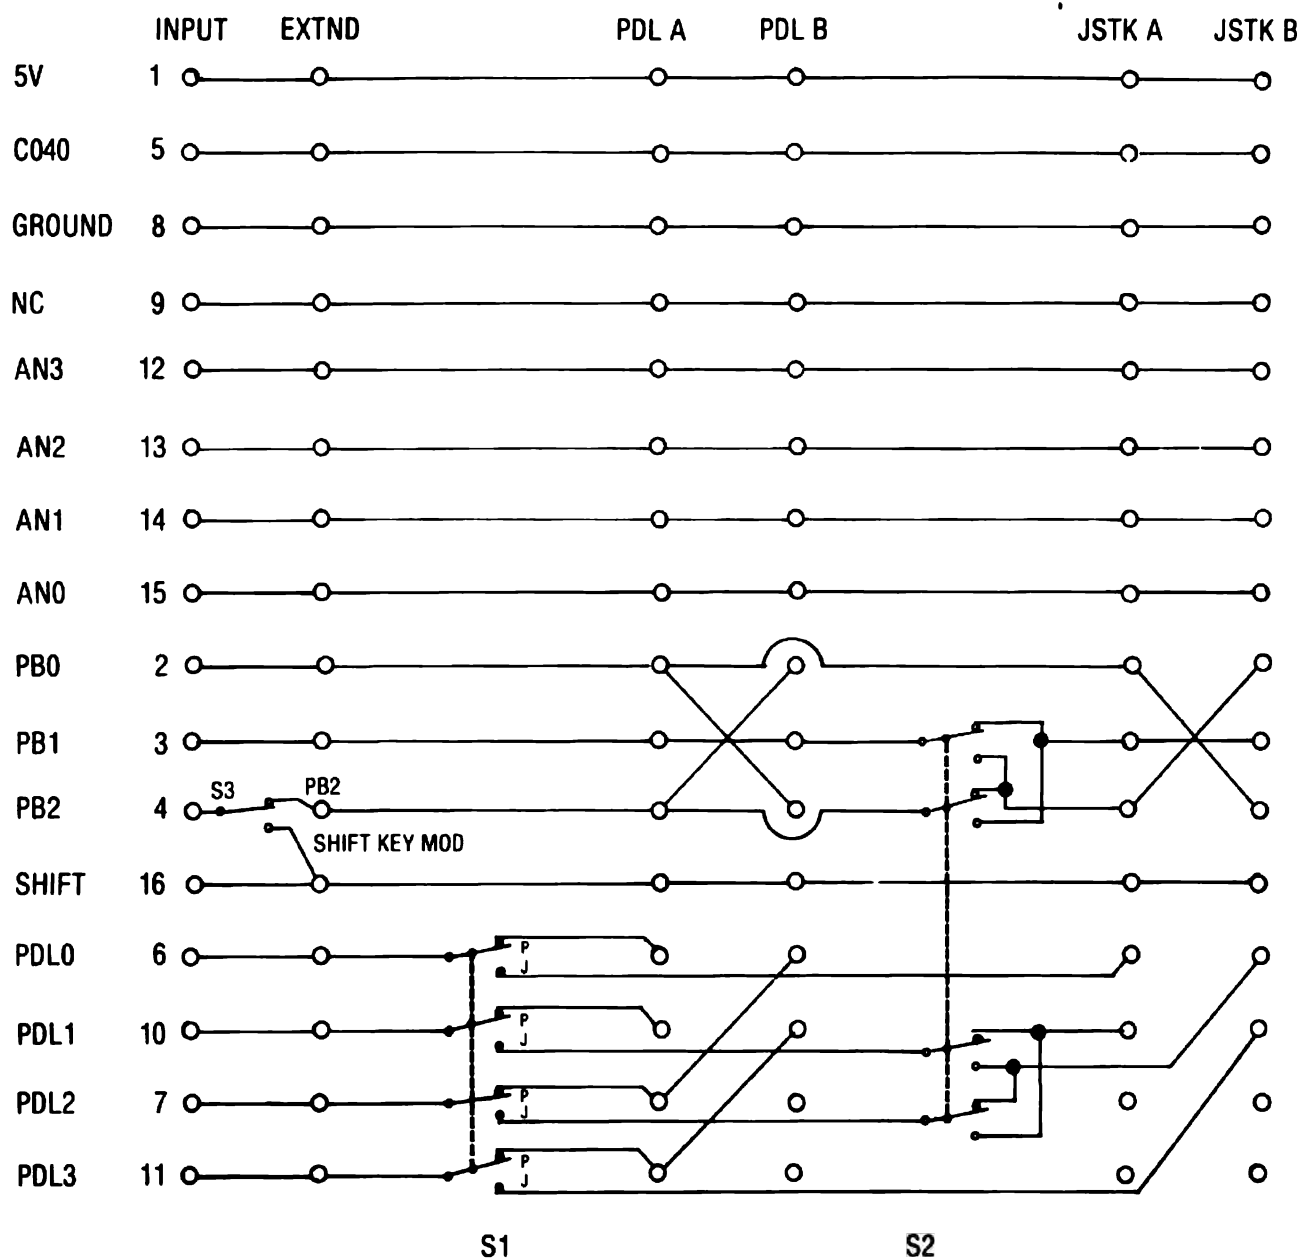 INPUT EXTND PDL A PDL B JSTK A JSTK B
5V 1
C040 5
GROUND 8
NC 9
AN3 12
AN2 13
AN1 14
AN0 15
PB0 2
PB1 3
PB2 4 S3 PB2
SHIFT KEY MOD
SHIFT 16
PDL0 6 P
J
PDL1 10 P
J
PDL2 7 P
J
PDL3 11 P
J
S1 S2